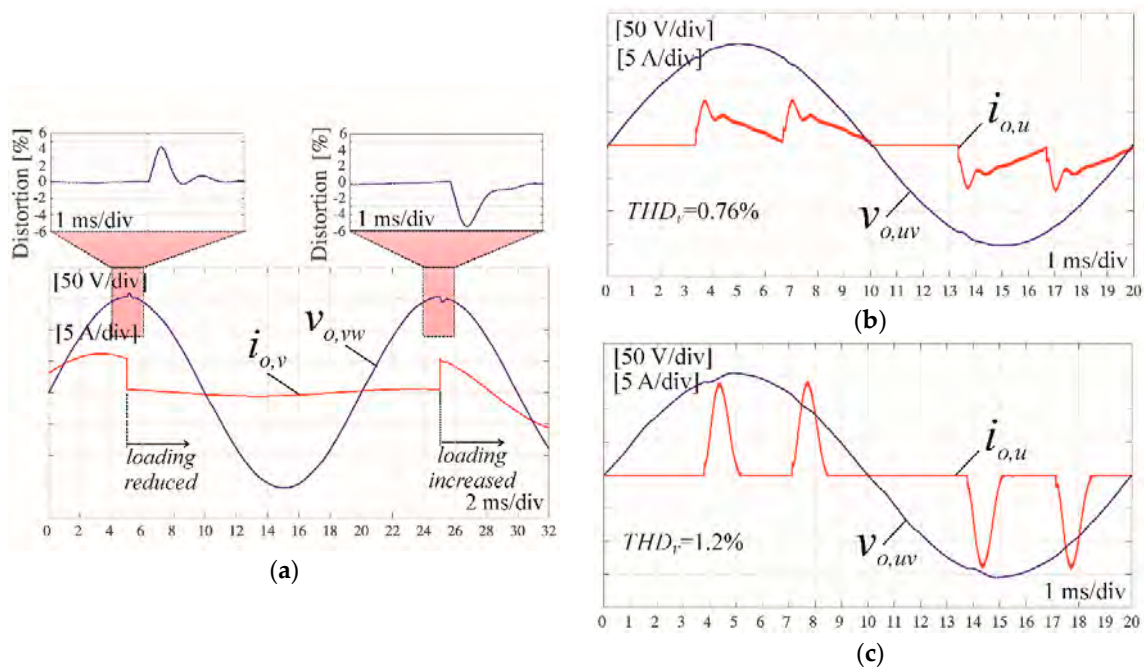 Distortion [%]
6
4
2
0
-2
-4
-6
1 ms/div
Distortion [%]
6
4
2
0
-2
-4
-6
1 ms/div
[50 V/div]
[5 A/div]
i o,v
v o,vw
loading
reduced
loading
increased
2 ms/div
0 2 4 6 8 10 12 14 16 18 20 22 24 26 28 30 32
(a)
[50 V/div]
[5 A/div]
i o,u
THDv=0.76%
v o,uv
1 ms/div
0 1 2 3 4 5 6 7 8 9 10 11 12 13 14 15 16 17 18 19 20
(b)
[50 V/div]
[5 A/div]
i o,u
THDv=1.2%
v o,uv
1 ms/div
0 1 2 3 4 5 6 7 8 9 10 11 12 13 14 15 16 17 18 19 20
(c)